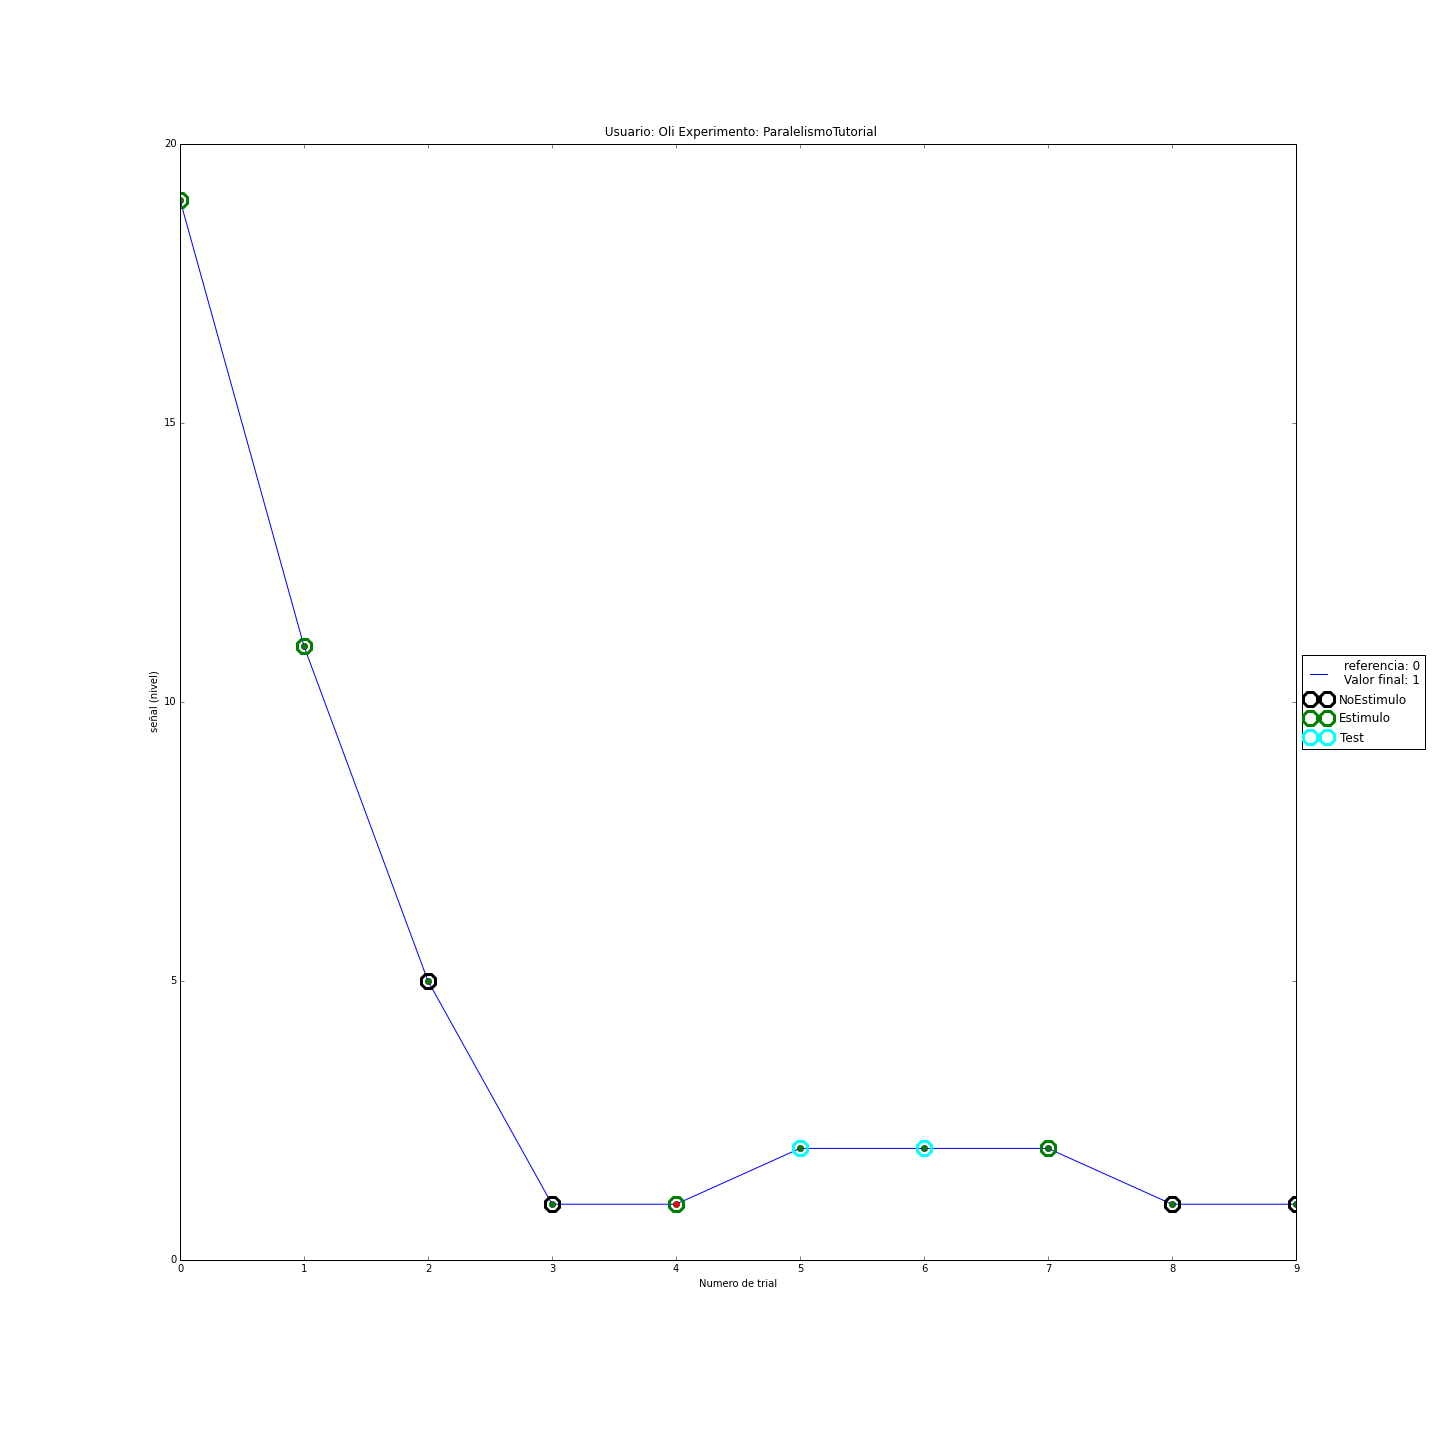 Usuario: Oli Experimento: ParalelismoTutorial
20
15
10
5
0
señal (nivel)
0 1 2 3 4 5 6 7 8 9
Numero de trial
referencia: 0
Valor final: 1
NoEstimulo
Estimulo
Test